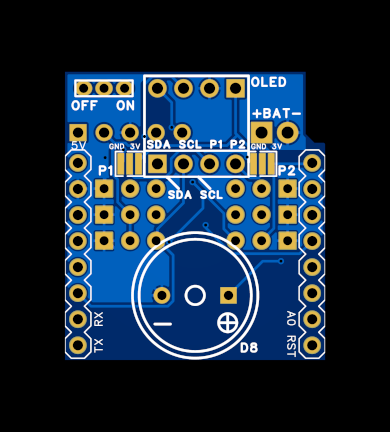 OLED
OFF ON
+BAT-
5V GND 3V SDA SCL P1 P2 GND 3V
P1 P2
SDA SCL
RX A0
TX RST
− +
D8